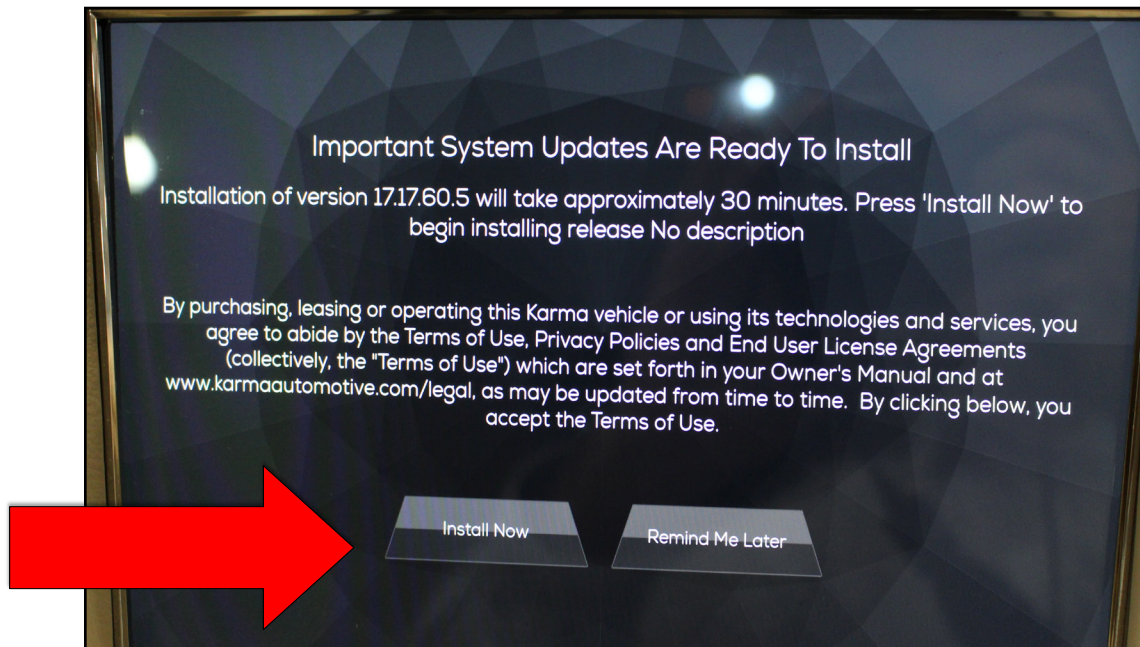 Important System Updates Are Ready To Install
Installation of version 17.17.60.5 will take approximately 30 minutes. Press 'Install Now' to
begin installing release No description
By purchasing, leasing or operating this Karma vehicle or using its technologies and services, you
agree to abide by the Terms of Use, Privacy Policies and End User License Agreements
(collectively, the "Terms of Use") which are set forth in your Owner's Manual and at
www.karmaautomotive.com/legal, as may be updated from time to time. By clicking below, you
accept the Terms of Use.
Install Now
Remind Me Later